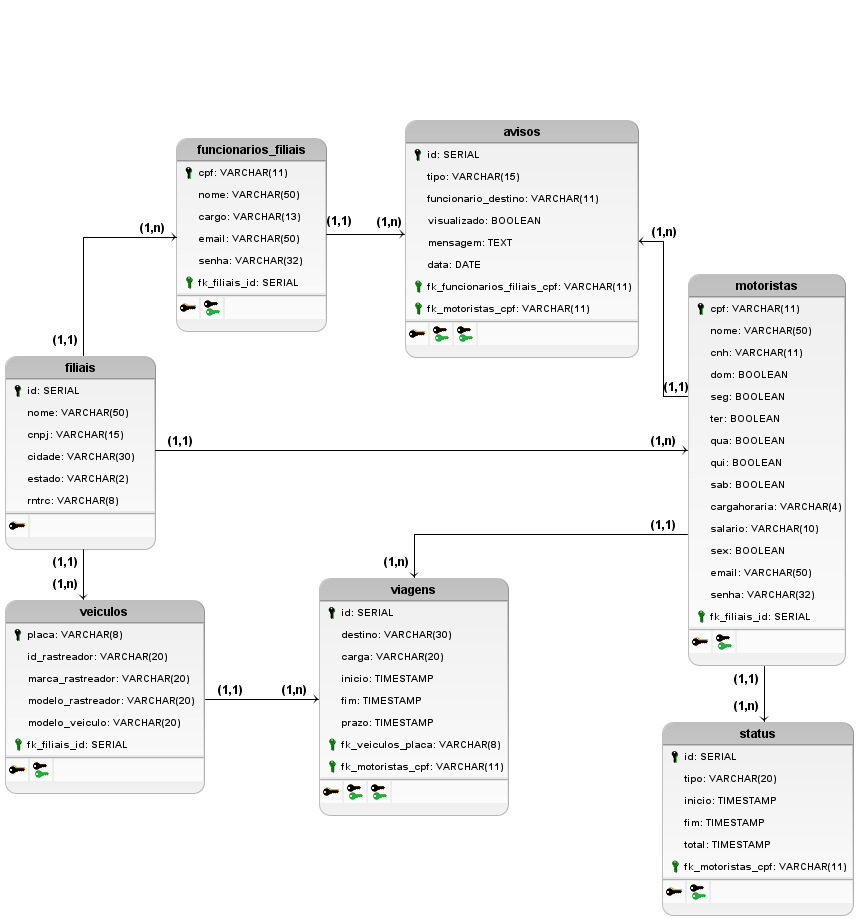 funcionarios_filiais
cpf: VARCHAR(11)
nome: VARCHAR(50)
cargo: VARCHAR(13)
email: VARCHAR(50)
senha: VARCHAR(32)
fk_filiais_id: SERIAL
avisos
id: SERIAL
tipo: VARCHAR(15)
funcionario_destino: VARCHAR(11)
visualizado: BOOLEAN
mensagem: TEXT
data: DATE
fk_funcionarios_filiais_cpf: VARCHAR(11)
fk_motoristas_cpf: VARCHAR(11)
(1,n)
(1,1)
(1,n)
(1,n)
(1,1)
(1,1)
motoristas
cpf: VARCHAR(11)
nome: VARCHAR(50)
cnh: VARCHAR(11)
dom: BOOLEAN
seg: BOOLEAN
ter: BOOLEAN
qua: BOOLEAN
qui: BOOLEAN
sab: BOOLEAN
cargahoraria: VARCHAR(4)
salario: VARCHAR(10)
sex: BOOLEAN
email: VARCHAR(50)
senha: VARCHAR(32)
fk_filiais_id: SERIAL
filiais
id: SERIAL
nome: VARCHAR(50)
cnpj: VARCHAR(15)
cidade: VARCHAR(30)
estado: VARCHAR(2)
rntrc: VARCHAR(8)
(1,1)
(1,n)
(1,1)
(1,n)
(1,1)
(1,n)
veiculos
placa: VARCHAR(8)
id_rastreador: VARCHAR(20)
marca_rastreador: VARCHAR(20)
modelo_rastreador: VARCHAR(20)
modelo_veiculo: VARCHAR(20)
fk_filiais_id: SERIAL
(1,1)
(1,n)
viagens
id: SERIAL
destino: VARCHAR(30)
carga: VARCHAR(20)
inicio: TIMESTAMP
fim: TIMESTAMP
prazo: TIMESTAMP
fk_veiculos_placa: VARCHAR(8)
fk_motoristas_cpf: VARCHAR(11)
(1,1)
(1,n)
status
id: SERIAL
tipo: VARCHAR(20)
inicio: TIMESTAMP
fim: TIMESTAMP
total: TIMESTAMP
fk_motoristas_cpf: VARCHAR(11)